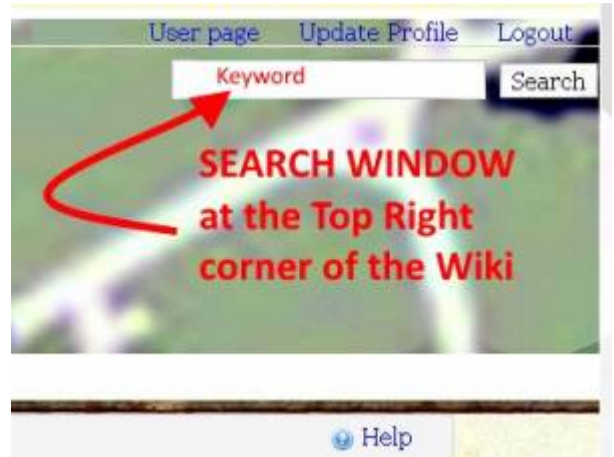 User page Update Profile Logout
Keyword Search
SEARCH WINDOW
at the Top Right
corner of the Wiki
Help